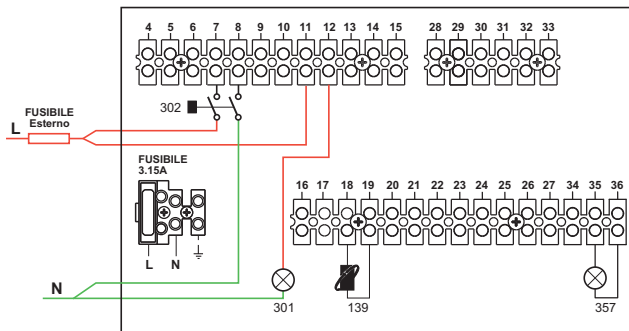 4 5 6 7 8 9 10 11 12 13 14 15 28 29 30 31 32 33
302
FUSIBILE
Esterno
L
FUSIBILE
3.15A
16 17 18 19 20 21 22 23 24 25 26 27 34 35 36
L N
N
301 139 357